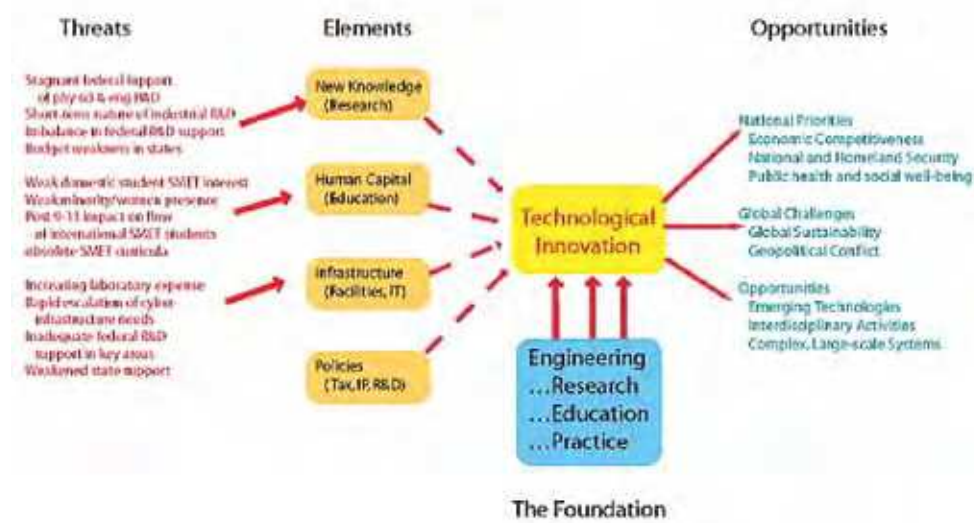 Threats
Elements
Opportunities
Stagnant federal support
of phy sci & eng R&D
Short-term nature of industrial R&D
Imbalance in federal R&D support
Budget weakness in states
Weak domestic student SMET interest
Weak minority/women presence
Post 9-11 impact on flow
of international SMET students
obsolete SMET curricula
Increasing laboratory expense
Rapid escalation of cyber-
infrastructure needs
Inadequate federal R&D
support in key areas
Weakened state support
New Knowledge
(Research)
Human Capital
(Education)
Infrastructure
(Facilities, IT)
Policies
(Tax, IP, R&D)
Technological
Innovation
Engineering
...Research
...Education
...Practice
The Foundation
National Priorities
Economic Competitiveness
National and Homeland Security
Public health and social well-being
Global Challenges
Global Sustainability
Geopolitical Conflict
Opportunities
Emerging Technologies
Interdisciplinary Activities
Complex, Large-scale Systems